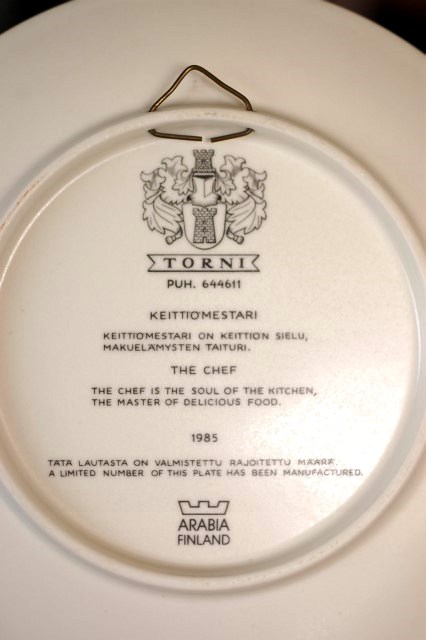 TORNI
PUH. 644611
KEITTIÖMESTARI
KEITTIÖMESTARI ON KEITTIÖN SIELU,
MAKUELÄMYSTEN TAITURI.
THE CHEF
THE CHEF IS THE SOUL OF THE KITCHEN,
THE MASTER OF DELICIOUS FOOD.
1985
TÄTÄ LAUTASTA ON VALMISTETTU RAJOITETTU MÄÄRÄ.
A LIMITED NUMBER OF THIS PLATE HAS BEEN MANUFACTURED.
ARABIA
FINLAND